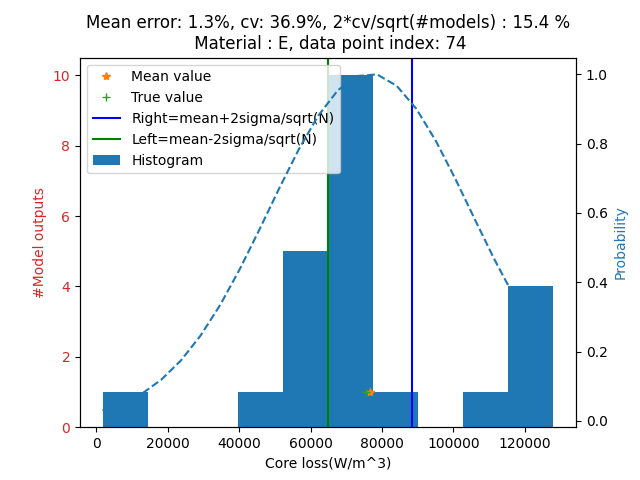 Mean error: 1.3%, cv: 36.9%, 2*cv/sqrt(#models) : 15.4 %
Material : E, data point index: 74
Mean value
True value
Right=mean+2sigma/sqrt(N)
Left=mean-2sigma/sqrt(N)
Histogram
#Model outputs
10
8
6
4
2
0
1.0
0.8
0.6
0.4
0.2
0.0
Probability
0 20000 40000 60000 80000 100000 120000
Core loss(W/m^3)